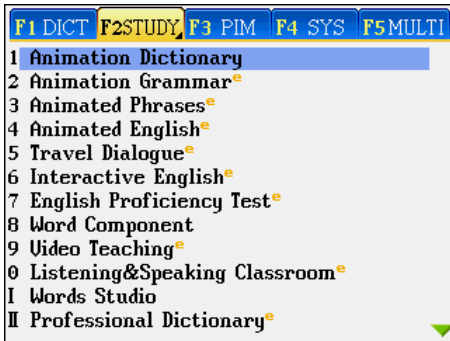 F1 DICT F2STUDY F3 PIM F4 SYS F5MULTI
1 Animation Dictionary
2 Animation Grammar e
3 Animated Phrases e
4 Animated English e
5 Travel Dialogue e
6 Interactive English e
7 English Proficiency Test e
8 Word Component
9 Video Teaching e
0 Listening&Speaking Classroom e
I Words Studio
II Professional Dictionary e